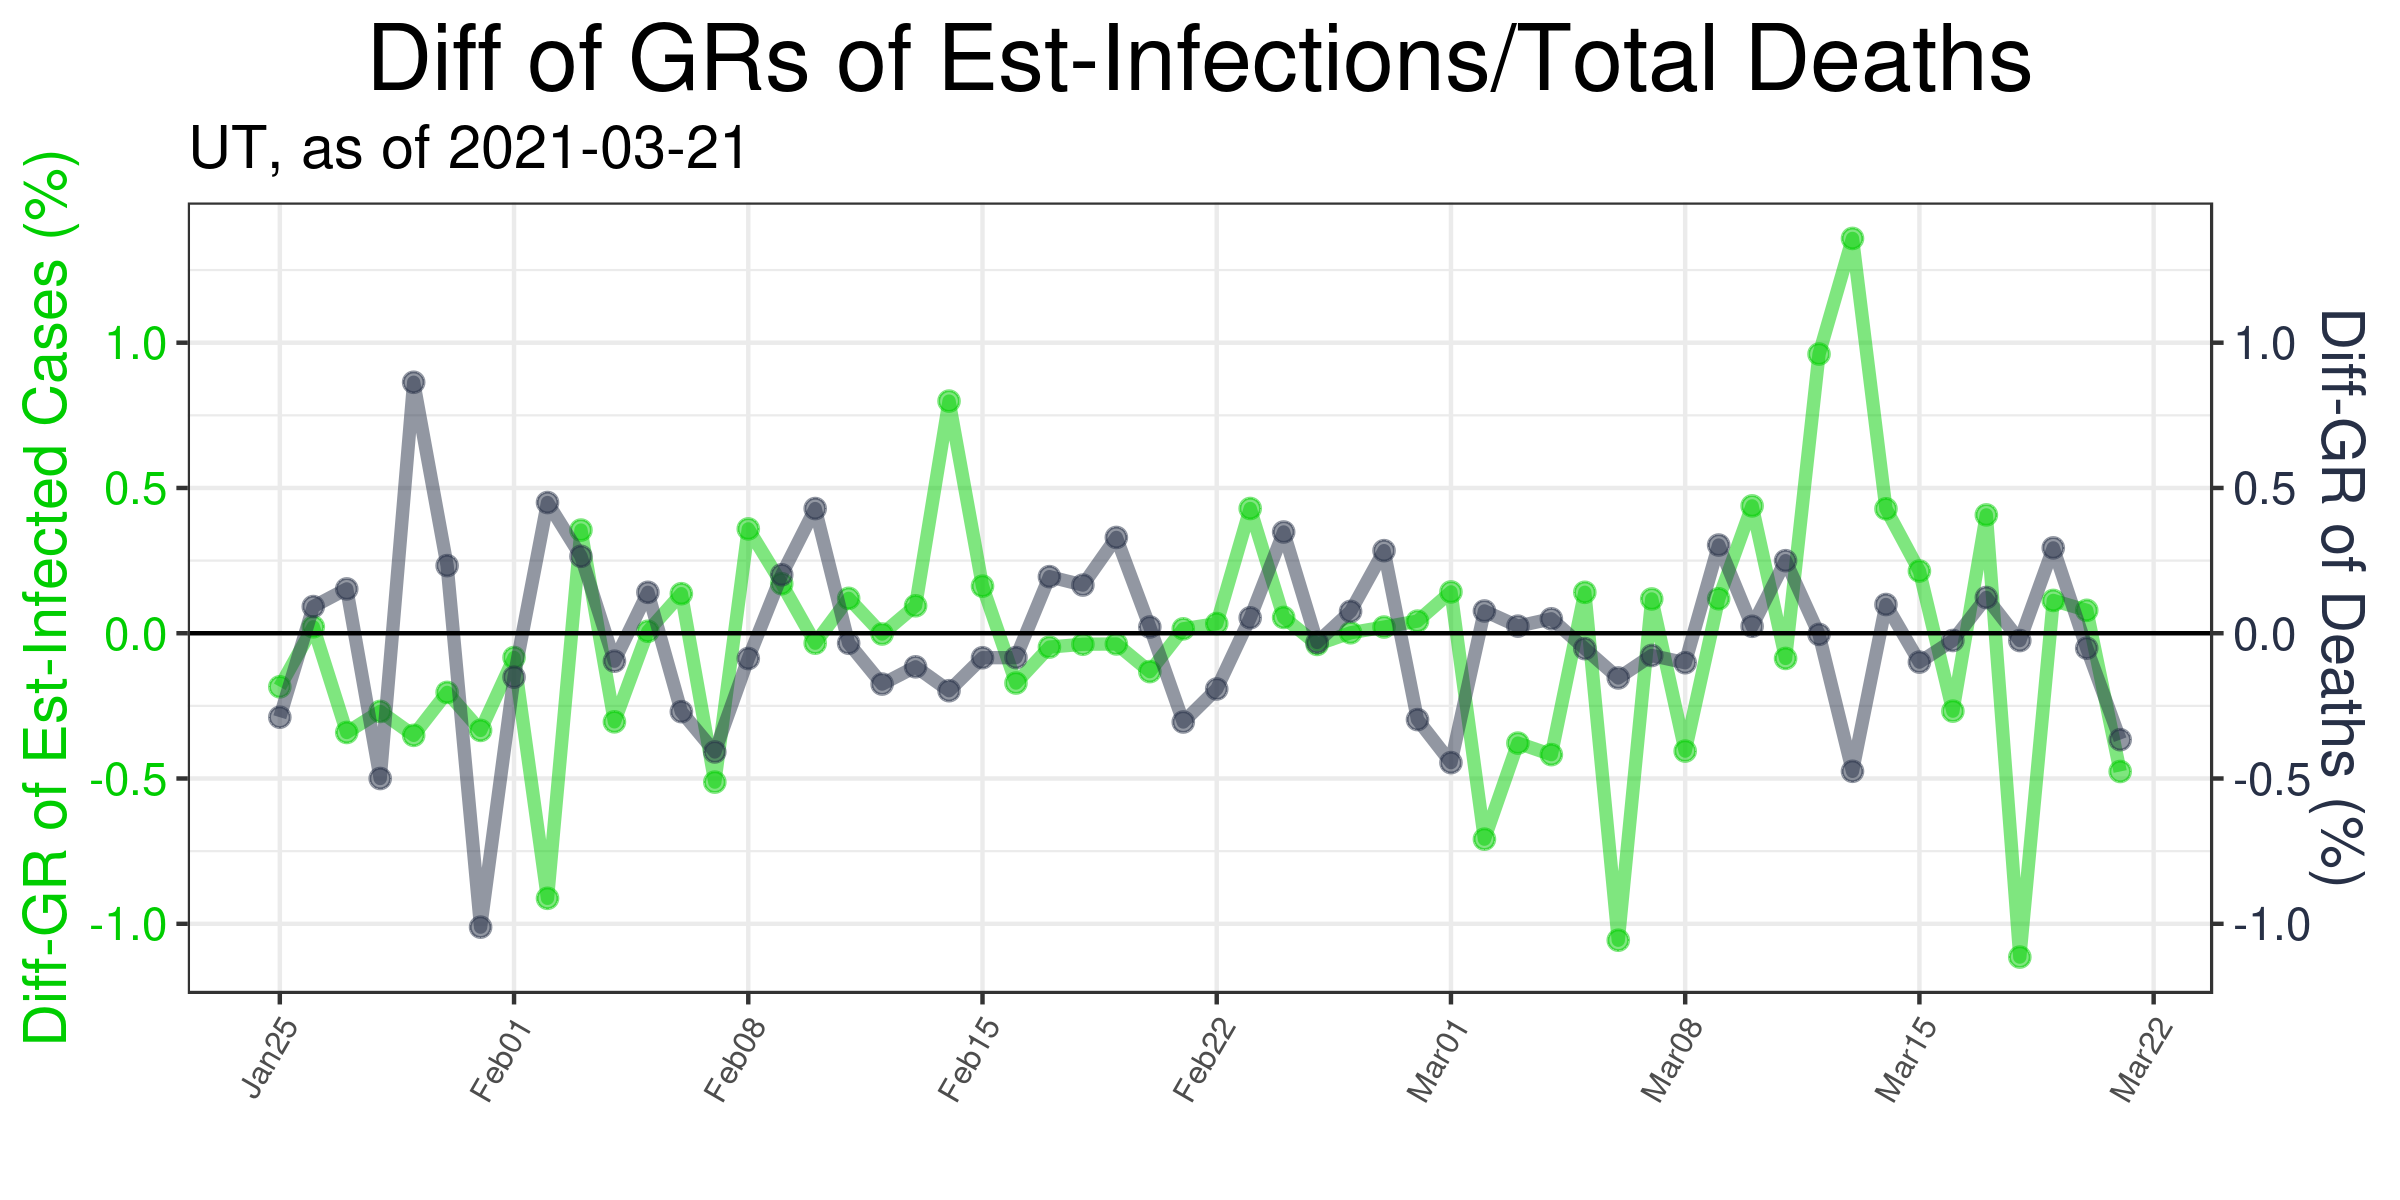 Diff of GRs of Est-Infections/Total Deaths
UT, as of 2021-03-21
Diff-GR of Est-Infected Cases (%)
1.0
0.5
0.0
-0.5
-1.0
1.0
0.5
0.0
-0.5
-1.0
Diff-GR of Deaths (%)
Jan25
Feb01
Feb08
Feb15
Feb22
Mar01
Mar08
Mar15
Mar22